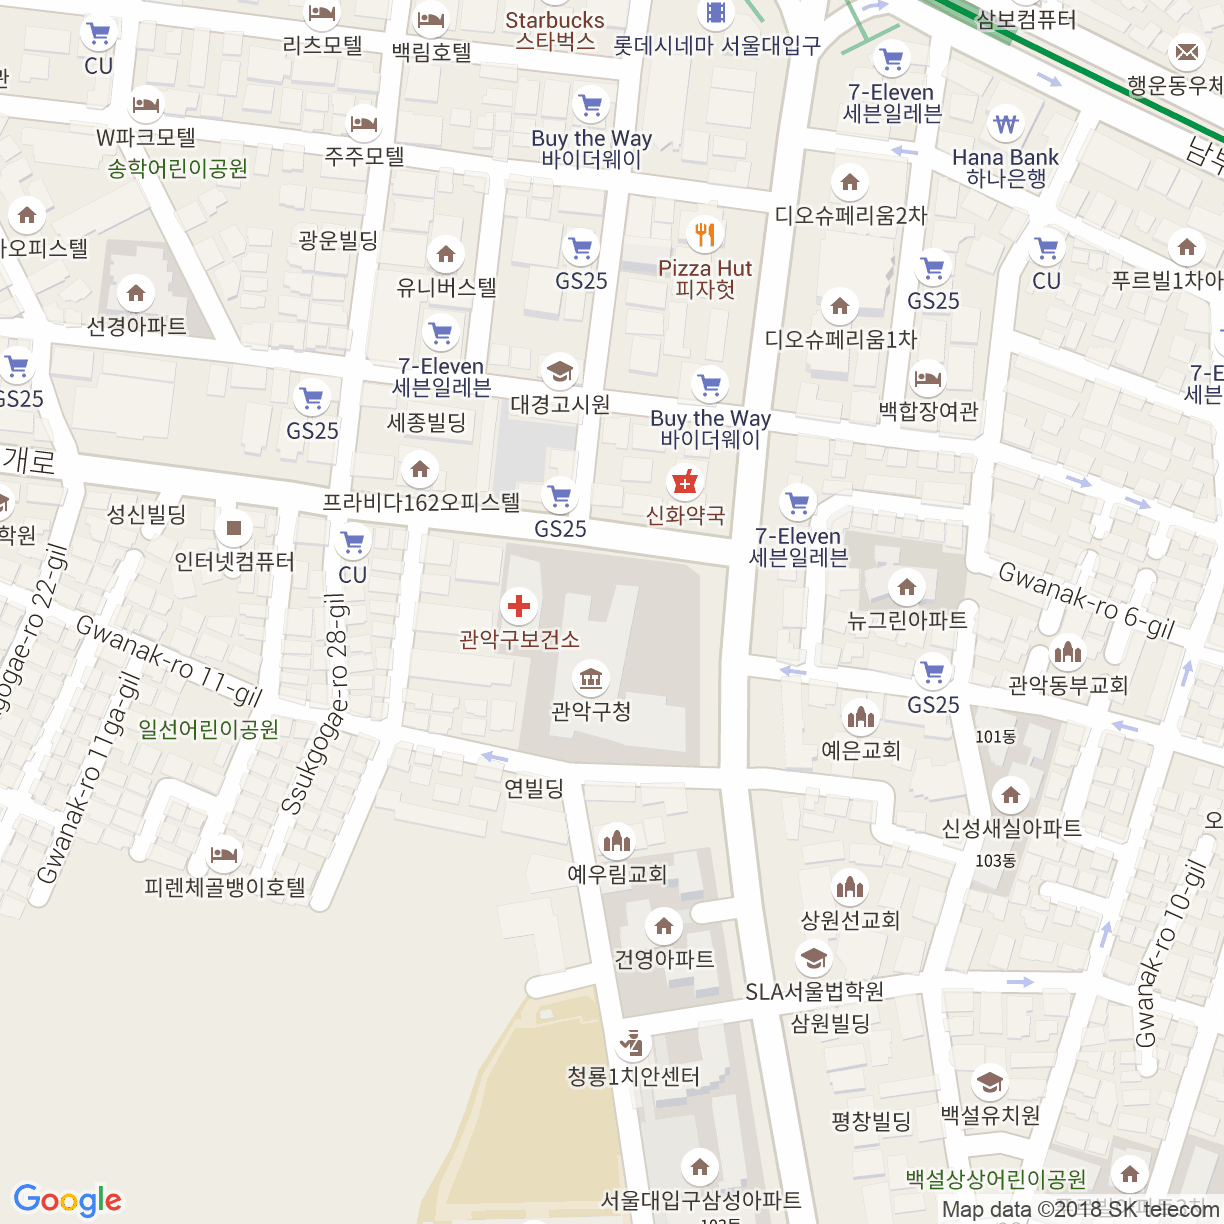 Starbucks
스타벅스
리츠모텔
백림호텔
롯데시네마 서울대입구
삼보컴퓨터
CU
7-Eleven
세븐일레븐
행운동우체
W파크모텔
주주모텔
Buy the Way
바이더웨이
Hana Bank
하나은행
송학어린이공원
디오슈페리움2차
오피스텔
광운빌딩
유니버스텔
GS25
Pizza Hut
피자헛
GS25
CU
푸르빌1차아
선경아파트
디오슈페리움1차
7-Eleven
세븐일레븐
GS25
GS25
세종빌딩
대경고시원
Buy the Way
바이더웨이
백합장여관
7-E
세븐
개로
프라비다162오피스텔
성신빌딩
GS25
신화약국
학원
인터넷컴퓨터
CU
7-Eleven
세븐일레븐
Gwanak-ro 6-gil
뉴그린아파트
관악구보건소
Gwanak-ro 11-gil
Ssukgogae-ro 28-gil
gogae-ro 22-gil
Gwanak-ro 11ga-gil
관악구청
GS25
관악동부교회
일선어린이공원
예은교회
101동
연빌딩
신성새실아파트
오
103동
피렌체골뱅이호텔
예우림교회
상원선교회
Gwanak-ro 10-gil
건영아파트
SLA서울법학원
삼원빌딩
청룡1치안센터
백설유치원
평창빌딩
백설상상어린이공원
서울대입구삼성아파트
Google
Map data ©2018 SK telecom